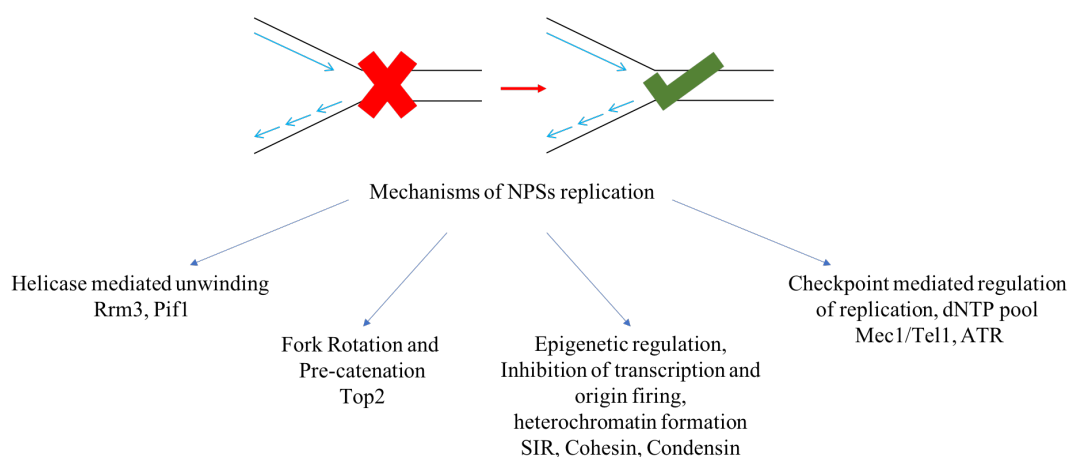 Mechanisms of NPSs replication
Helicase mediated unwinding
Rrm3, Pif1
Fork Rotation and
Pre-catenation
Top2
Epigenetic regulation,
Inhibition of transcription and
origin firing,
heterochromatin formation
SIR, Cohesin, Condensin
Checkpoint mediated regulation
of replication, dNTP pool
Mec1/Tel1, ATR